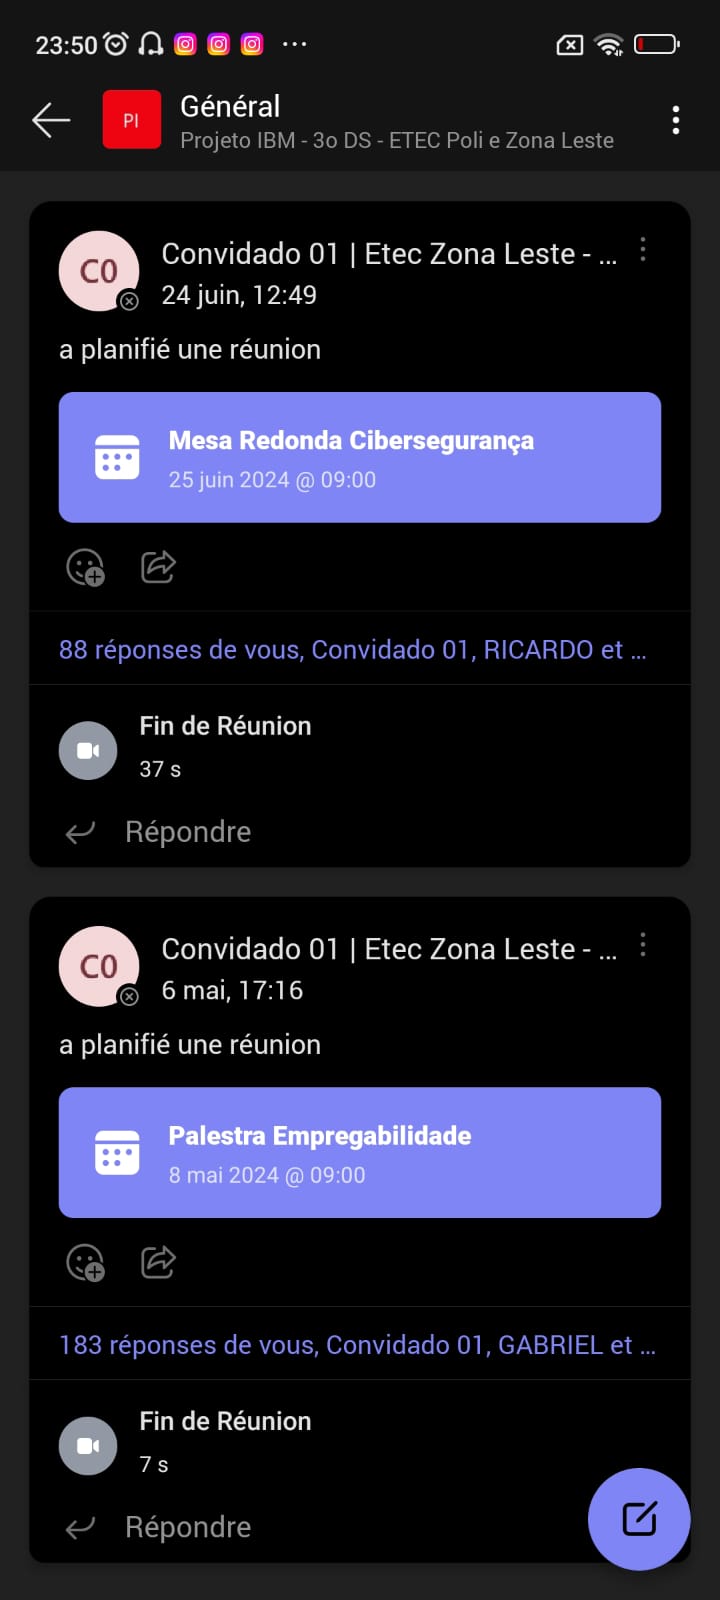 23:50
PI
Général
Projeto IBM - 3o DS - ETEC Poli e Zona Leste
C0
Convidado 01 | Etec Zona Leste - ...
24 juin, 12:49
a planifié une réunion
Mesa Redonda Cibersegurança
25 juin 2024 @ 09:00
88 réponses de vous, Convidado 01, RICARDO et ...
Fin de Réunion
37 s
Répondre
C0
Convidado 01 | Etec Zona Leste - ...
6 mai, 17:16
a planifié une réunion
Palestra Empregabilidade
8 mai 2024 @ 09:00
183 réponses de vous, Convidado 01, GABRIEL et ...
Fin de Réunion
7 s
Répondre